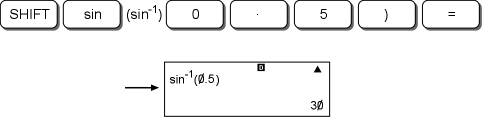 SHIFT sin (sin⁻¹) 0 · 5 ) =
D
sin⁻¹(0.5)
30